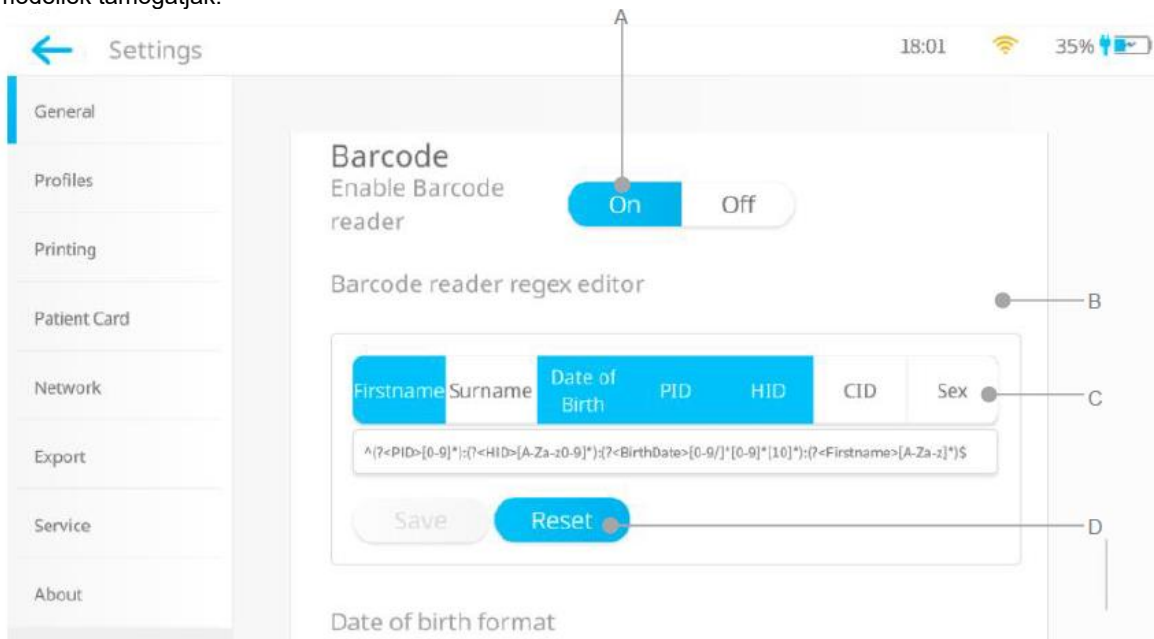 modellek támogatják.
A
Settings
18:01
35%
General
Profiles
Printing
Patient Card
Network
Export
Service
About
Barcode
Enable Barcode
reader
On Off
Barcode reader regex editor
B
Firstname Surname Date of
Birth PID HID CID Sex
C
^(?<PID>[0-9]*):(?<HID>[A-Za-z0-9]*):(?<BirthDate>[0-9/]*[0-9]*[10]*):(?<Firstname>[A-Za-z]*)$
Save Reset
D
Date of birth format